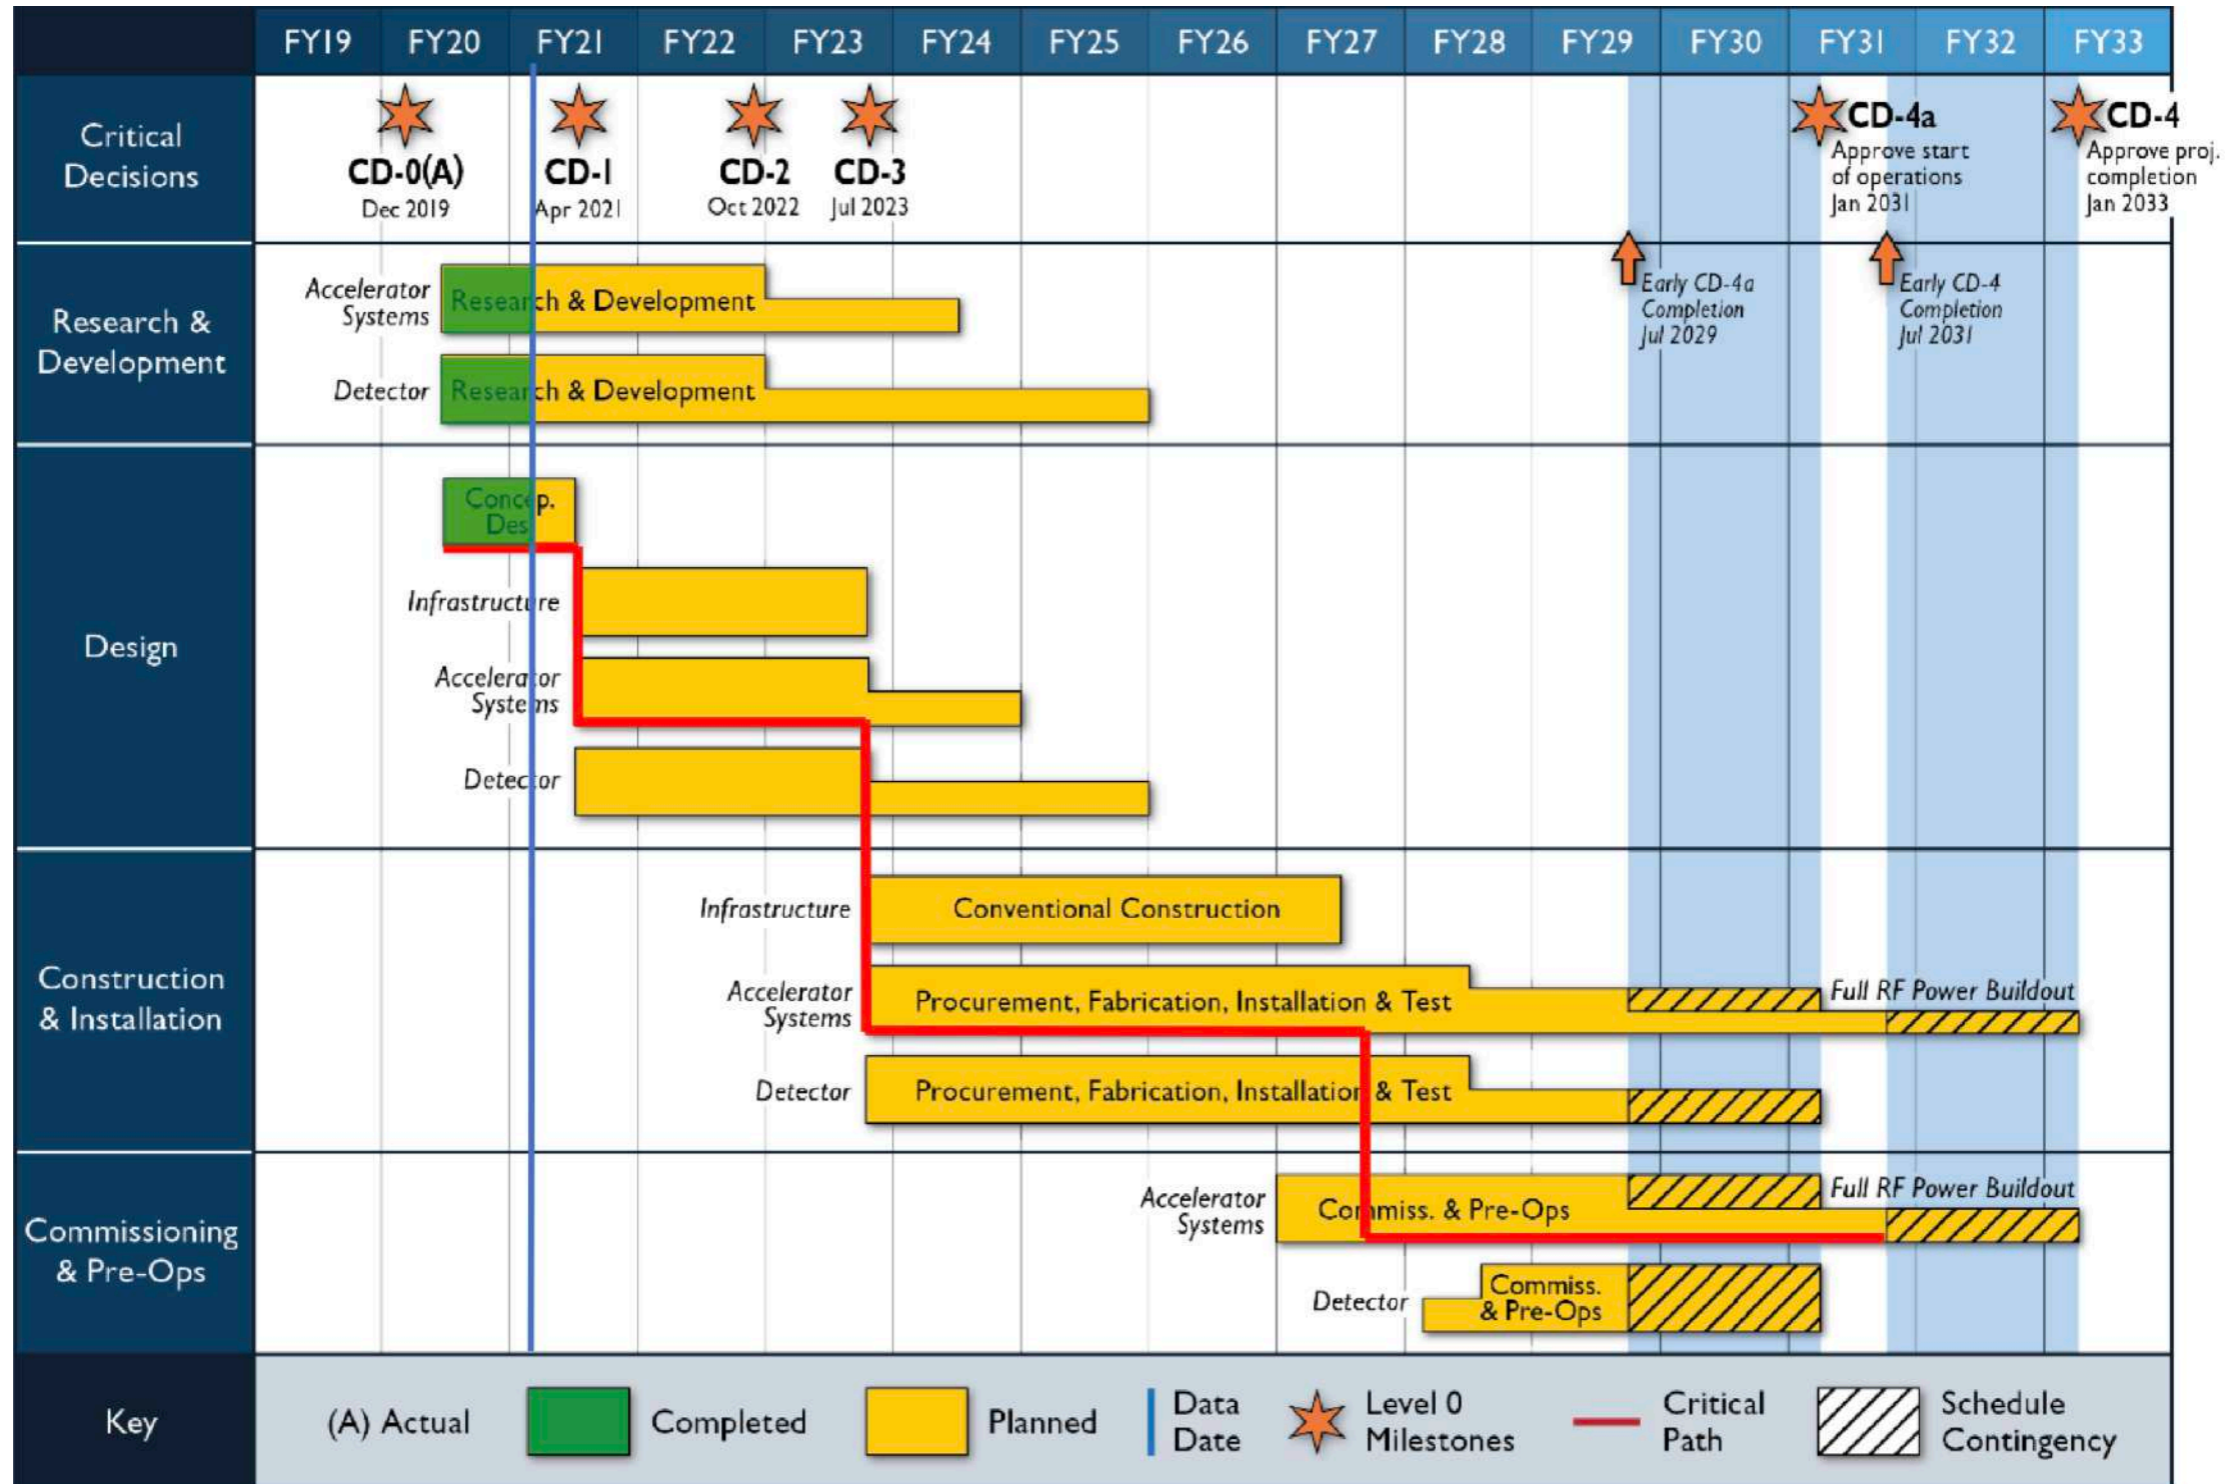 FY19 FY20 FY21 FY22 FY23 FY24 FY25 FY26 FY27 FY28 FY29 FY30 FY31 FY32 FY33
Critical
Decisions
CD-0(A)
Dec 2019
CD-1
Apr 2021
CD-2
Oct 2022
CD-3
Jul 2023
CD-4a
Approve start
of operations
Jan 2031
CD-4
Approve proj.
completion
Jan 2033
Research &
Development
Early CD-4a
Completion
Jul 2029
Early CD-4
Completion
Jul 2031
Accelerator
Systems
Research & Development
Detector
Research & Development
Design
Concep.
Des
Infrastructure
Accelerator
Systems
Detector
Construction
& Installation
Infrastructure
Conventional Construction
Accelerator
Systems
Procurement, Fabrication, Installation & Test
Full RF Power Buildout
Detector
Procurement, Fabrication, Installation & Test
Commissioning
& Pre-Ops
Accelerator
Systems
Commiss. & Pre-Ops
Full RF Power Buildout
Detector
Commiss.
& Pre-Ops
Key
(A) Actual
Completed
Planned
Data
Date
Level 0
Milestones
Critical
Path
Schedule
Contingency